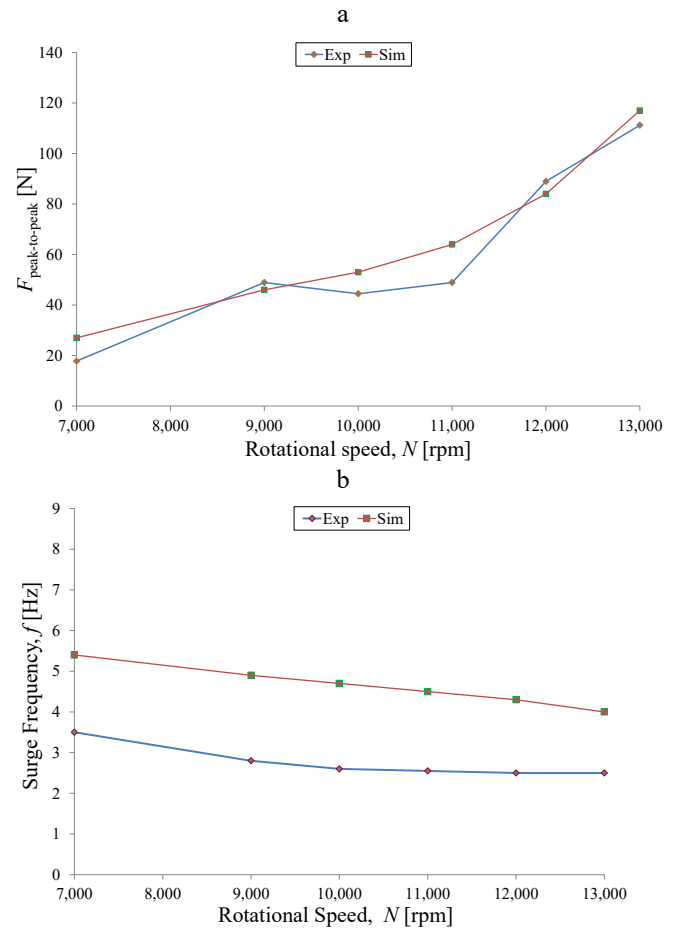 a
140
120
100
80
60
40
20
0
Exp Sim
F peak-to-peak [N]
7,000 8,000 9,000 10,000 11,000 12,000 13,000
Rotational speed, N [rpm]
b
9
8
7
6
5
4
3
2
1
0
Exp Sim
Surge Frequency, f [Hz]
7,000 9,000 10,000 11,000 12,000 13,000
Rotational Speed, N [rpm]